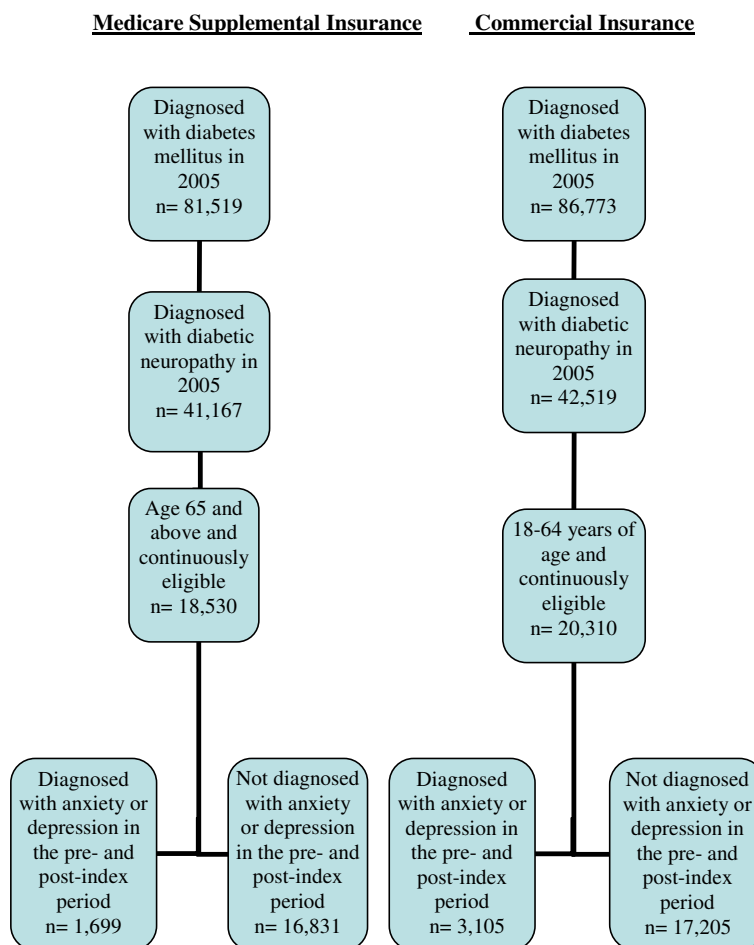 Medicare Supplemental Insurance
Commercial Insurance
Diagnosed
with diabetes
mellitus in
2005
n= 81,519
Diagnosed
with diabetic
neuropathy in
2005
n= 41,167
Age 65 and
above and
continuously
eligible
n= 18,530
Diagnosed
with anxiety or
depression in
the pre- and
post-index
period
n= 1,699
Not diagnosed
with anxiety
or depression
in the pre- and
post-index
period
n= 16,831
Diagnosed
with diabetes
mellitus in
2005
n= 86,773
Diagnosed
with diabetic
neuropathy in
2005
n= 42,519
18-64 years of
age and
continuously
eligible
n= 20,310
Diagnosed
with anxiety or
depression in
the pre- and
post-index
period
n= 3,105
Not diagnosed
with anxiety or
depression in
the pre- and
post-index
period
n= 17,205